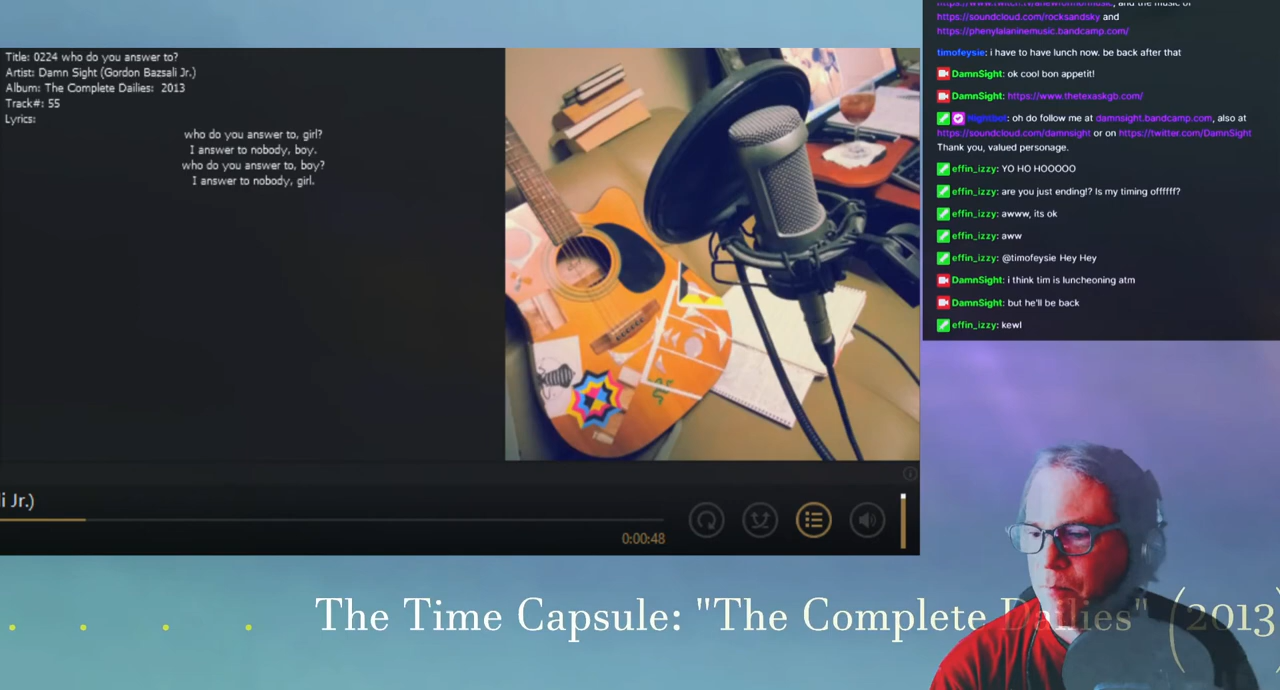 Title: 0224 who do you answer to?
Artist: Damn Sight (Gordon Bazsali Jr.)
Album: The Complete Dailies:  2013
Track#: 55
Lyrics:
who do you answer to, girl?
I answer to nobody, boy.
who do you answer to, boy?
I answer to nobody, girl.
li Jr.)
0:00:48
https://soundcloud.com/rocksandsky and
https://phenylalaninemusic.bandcamp.com/
timofeysie: i have to have lunch now. be back after that
DamnSight: ok cool bon appetit!
DamnSight: https://www.thetexaskgb.com/
Nightbot: oh do follow me at damnsight.bandcamp.com, also at
https://soundcloud.com/damnsight or on https://twitter.com/DamnSight
Thank you, valued personage.
effin_izzy: YO HO HOOOOO
effin_izzy: are you just ending!? Is my timing offffff?
effin_izzy: awww, its ok
effin_izzy: aww
effin_izzy: @timofeysie Hey Hey
DamnSight: i think tim is luncheoning atm
DamnSight: but he'll be back
effin_izzy: kewl
The Time Capsule: "The Complete Dailies" (2013)